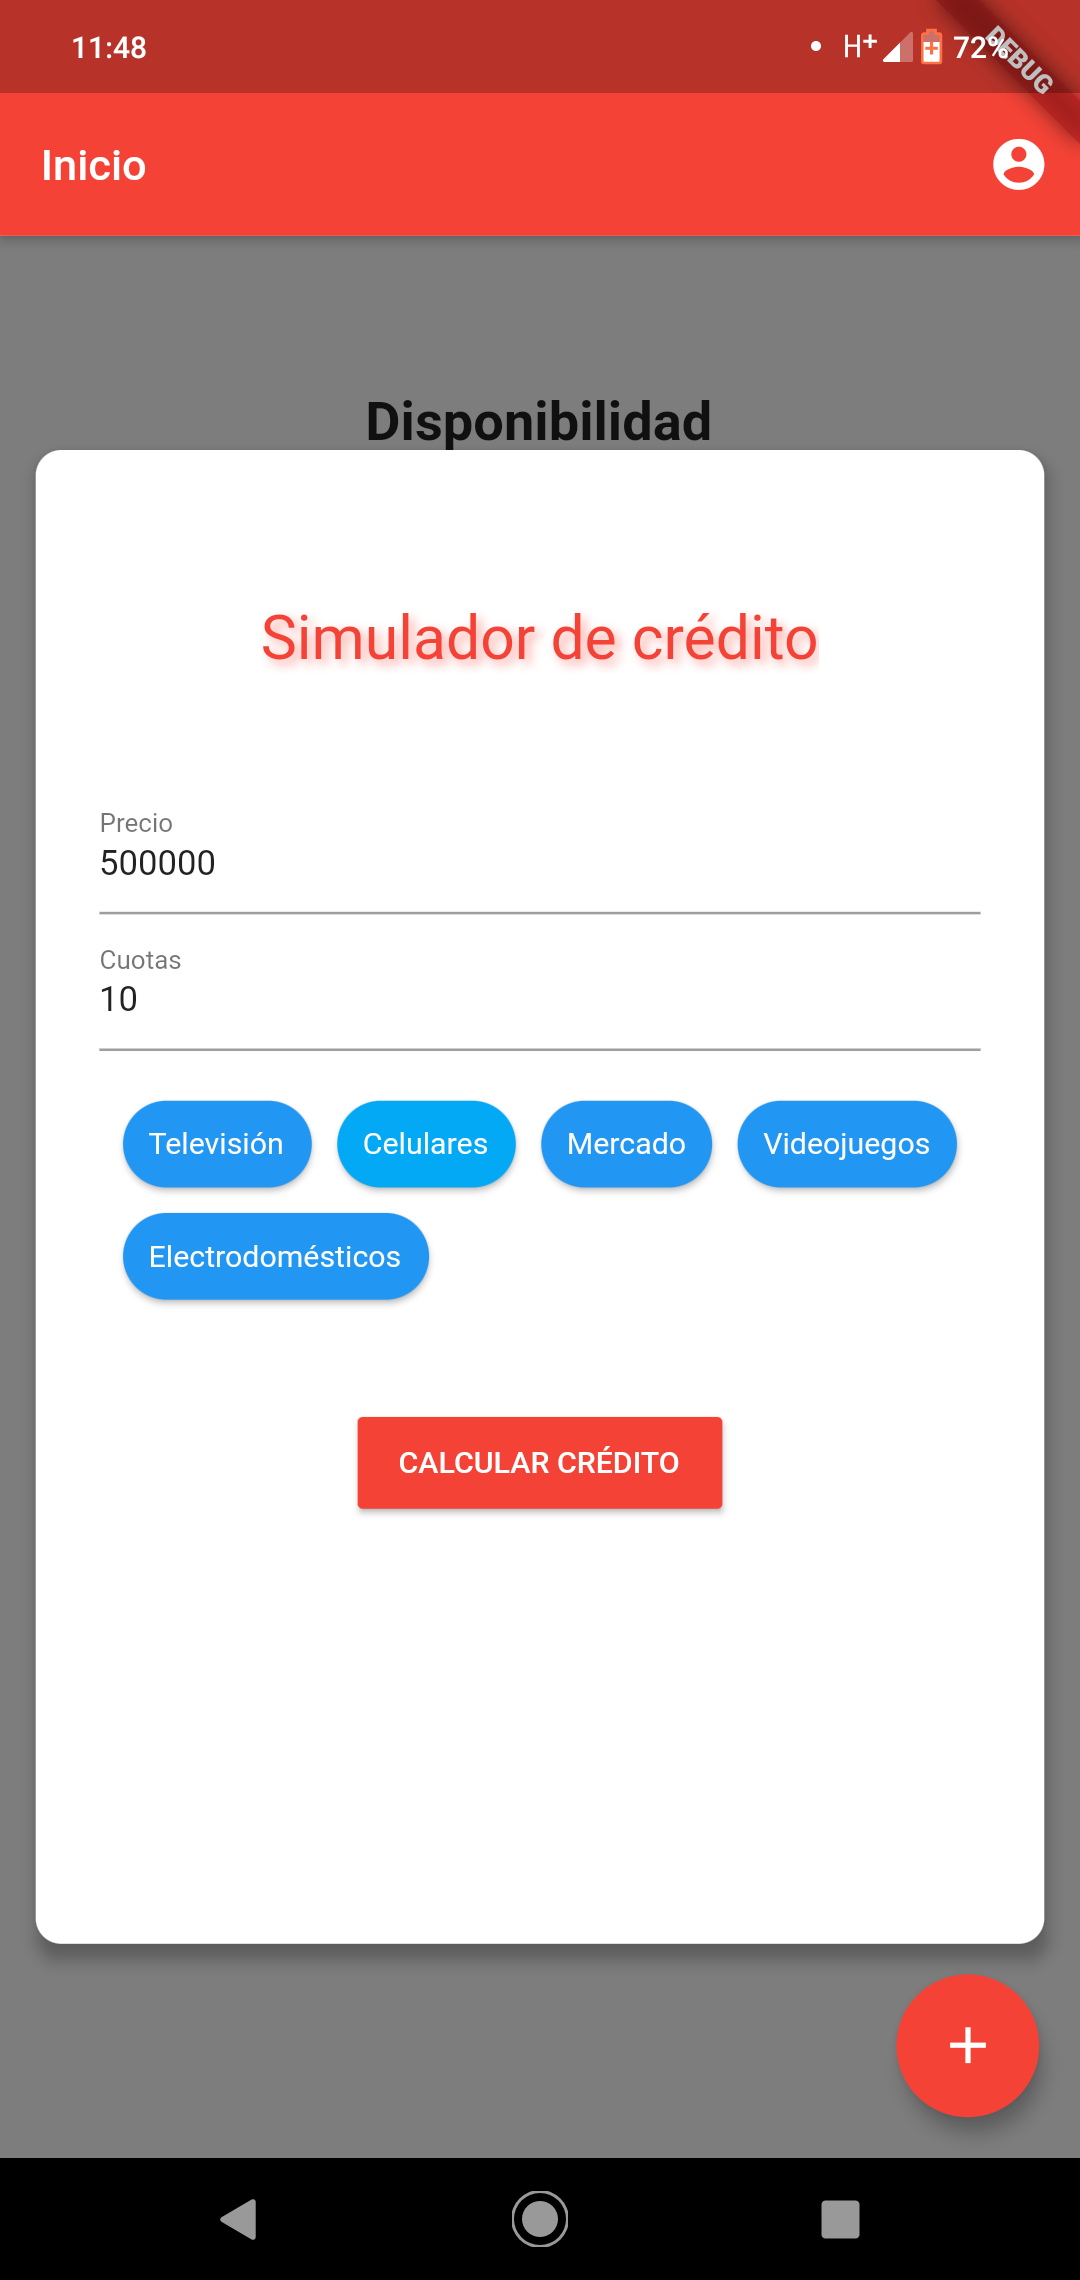 11:48
H+ 72%
DEBUG
Inicio
Disponibilidad
Simulador de crédito
Precio
500000
Cuotas
10
Televisión Celulares Mercado Videojuegos
Electrodomésticos
CALCULAR CRÉDITO